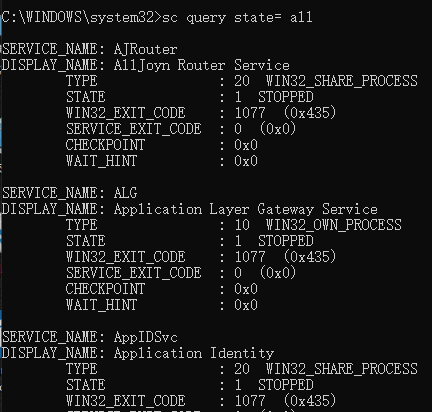 C:\WINDOWS\system32>sc query state= all
SERVICE_NAME: AJRouter
DISPLAY_NAME: AllJoyn Router Service
TYPE : 20 WIN32_SHARE_PROCESS
STATE : 1 STOPPED
WIN32_EXIT_CODE : 1077 (0x435)
SERVICE_EXIT_CODE : 0 (0x0)
CHECKPOINT : 0x0
WAIT_HINT : 0x0
SERVICE_NAME: ALG
DISPLAY_NAME: Application Layer Gateway Service
TYPE : 10 WIN32_OWN_PROCESS
STATE : 1 STOPPED
WIN32_EXIT_CODE : 1077 (0x435)
SERVICE_EXIT_CODE : 0 (0x0)
CHECKPOINT : 0x0
WAIT_HINT : 0x0
SERVICE_NAME: AppIDSvc
DISPLAY_NAME: Application Identity
TYPE : 20 WIN32_SHARE_PROCESS
STATE : 1 STOPPED
WIN32_EXIT_CODE : 1077 (0x435)